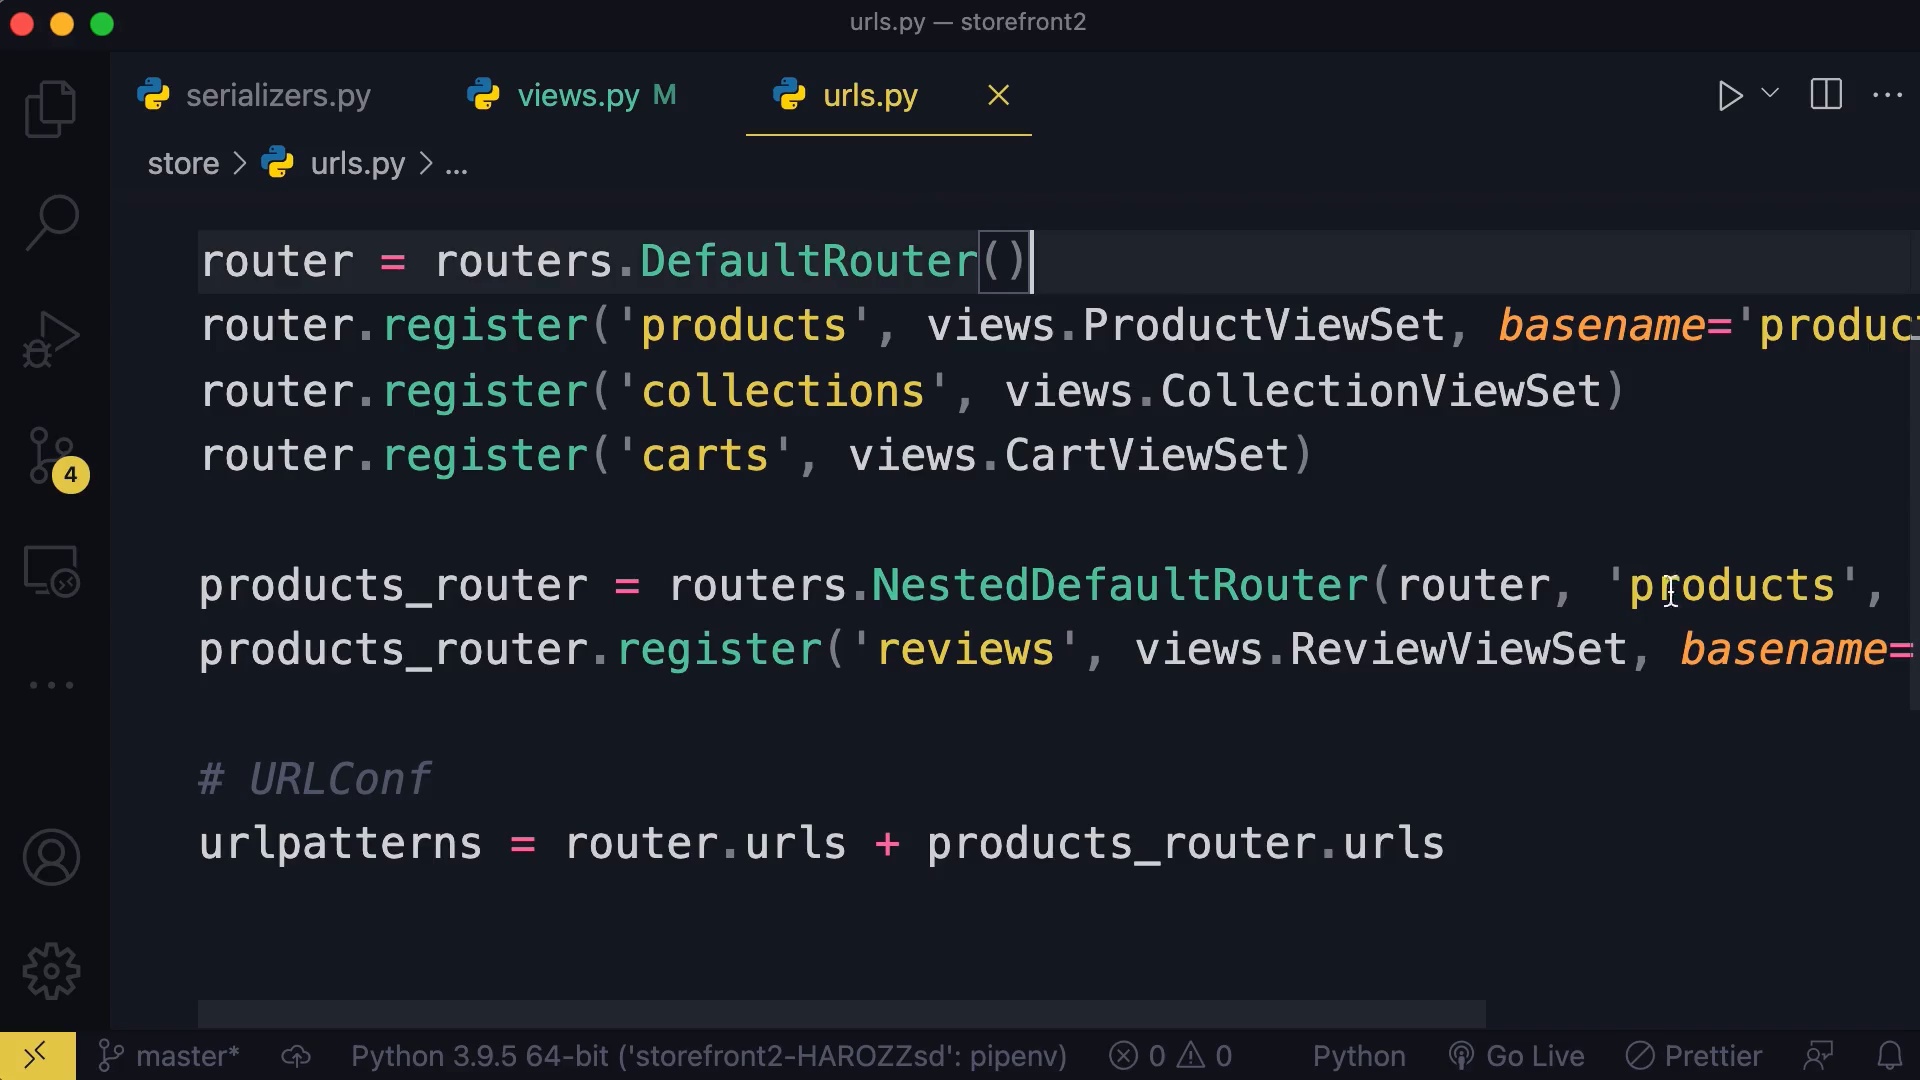 urls.py — storefront2
serializers.py
views.py M
urls.py
store > urls.py > ...
router = routers.DefaultRouter()
router.register('products', views.ProductViewSet, basename='produc
router.register('collections', views.CollectionViewSet)
router.register('carts', views.CartViewSet)
products_router = routers.NestedDefaultRouter(router, 'products',
products_router.register('reviews', views.ReviewViewSet, basename=
# URLConf
urlpatterns = router.urls + products_router.urls
4
master* Python 3.9.5 64-bit ('storefront2-HAROZZsd': pipenv) 0 0 Python Go Live Prettier